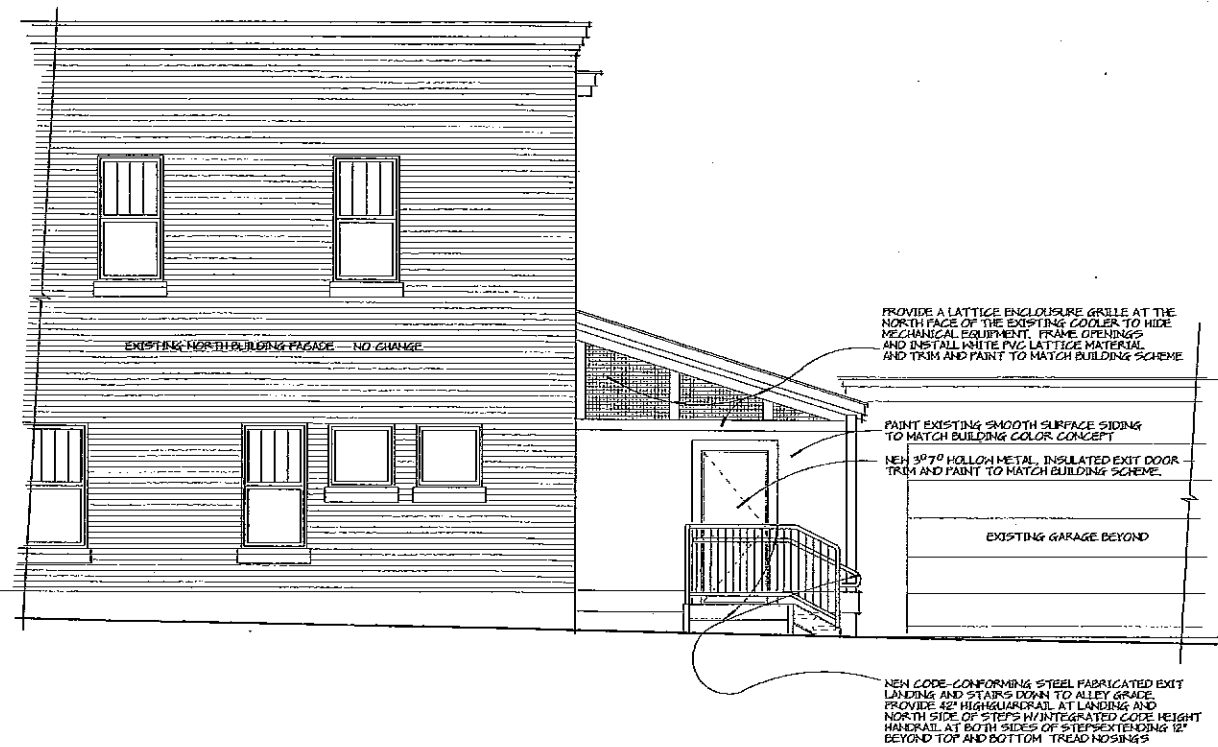 PROVIDE A LATTICE ENCLOUSURE GRILLE AT THE
NORTH FACE OF THE EXISTING COOLER TO HIDE
MECHANICAL EQUIPMENT. FRAME OPENINGS
AND INSTALL WHITE PVC LATTICE MATERIAL
AND TRIM AND PAINT TO MATCH BUILDING SCHEME
EXISTING NORTH BUILDING FACADE - NO CHANGE
PAINT EXISTING SMOOTH SURFACE SIDING
TO MATCH BUILDING COLOR CONCEPT
NEW 3⁰7⁰ HOLLOW METAL, INSULATED EXIT DOOR
TRIM AND PAINT TO MATCH BUILDING SCHEME.
EXISTING GARAGE BEYOND
NEW CODE-CONFORMING STEEL FABRICATED EXIT
LANDING AND STAIRS DOWN TO ALLEY GRADE.
PROVIDE 42" HIGHGUARDRAIL AT LANDING AND
NORTH SIDE OF STEPS W/INTEGRATED CODE HEIGHT
HANDRAIL AT BOTH SIDES OF STEPSEXTENDING 12"
BEYOND TOP AND BOTTOM TREAD NOSINGS